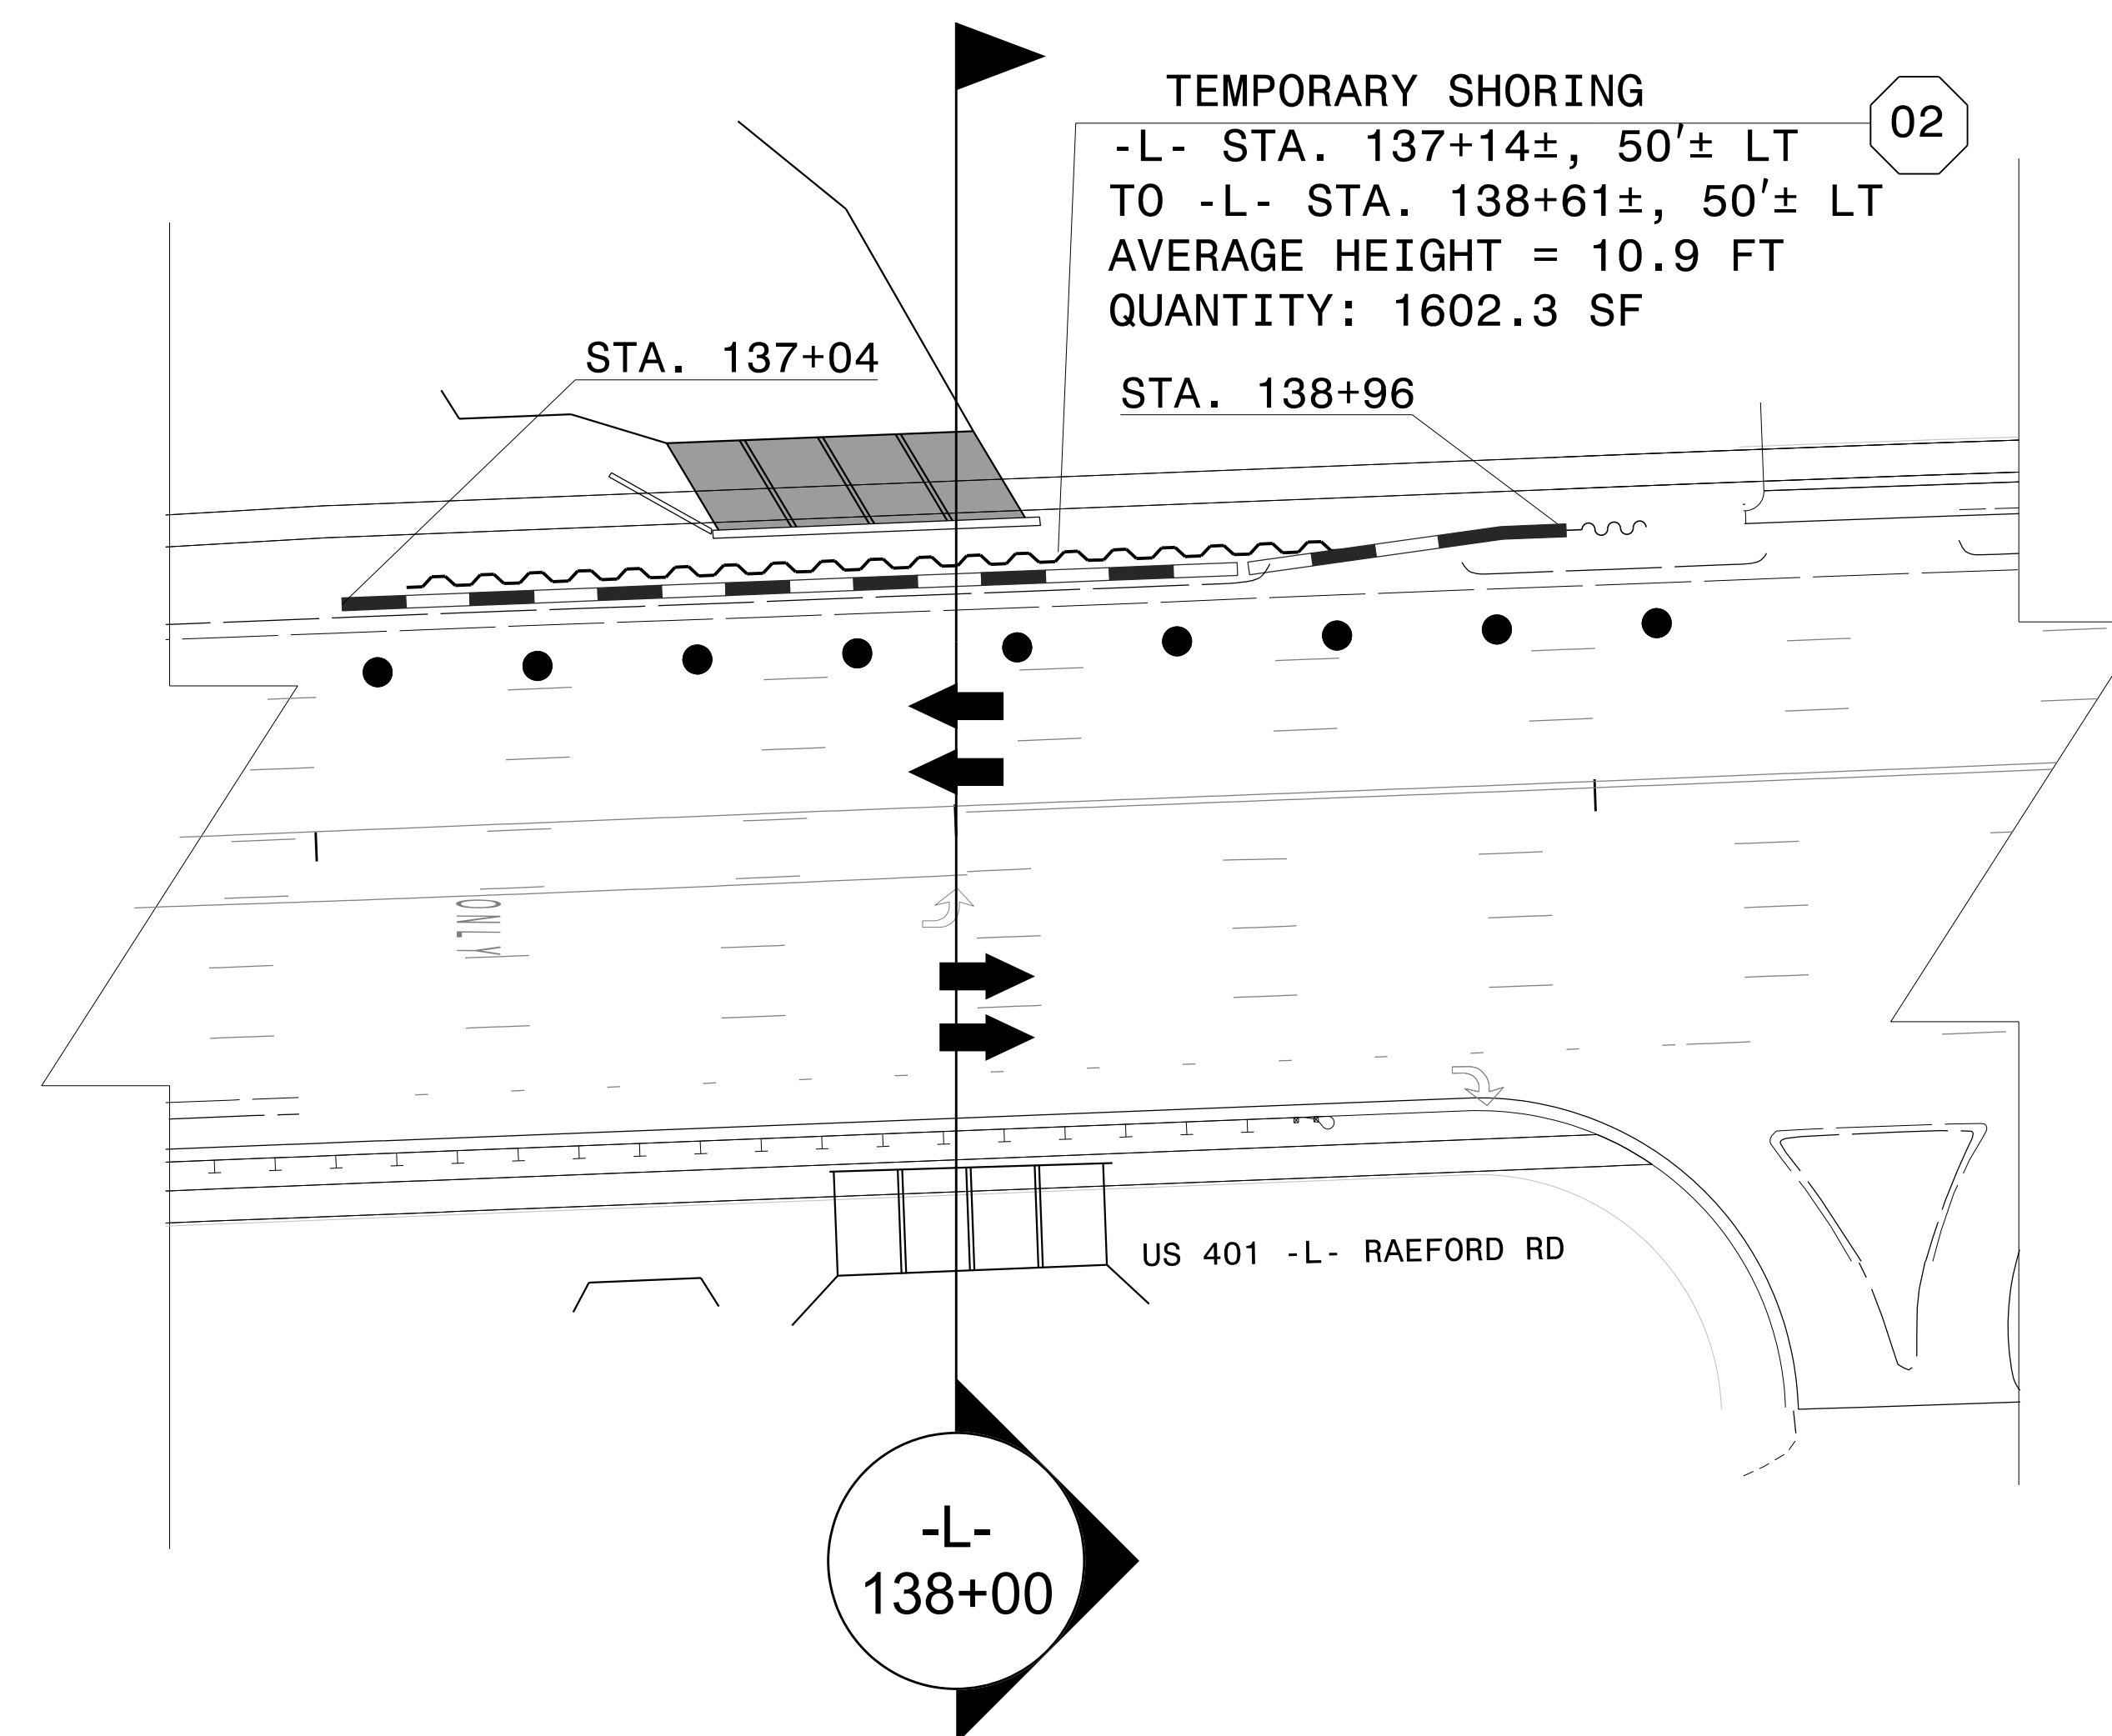 TEMPORARY SHORING
02
-L- STA. 137+14±, 50'± LT
TO -L- STA. 138+61±, 50'± LT
AVERAGE HEIGHT = 10.9 FT
QUANTITY: 1602.3 SF
STA. 137+04
STA. 138+96
ONLY
US 401 -L- RAEFORD RD
-L-
138+00